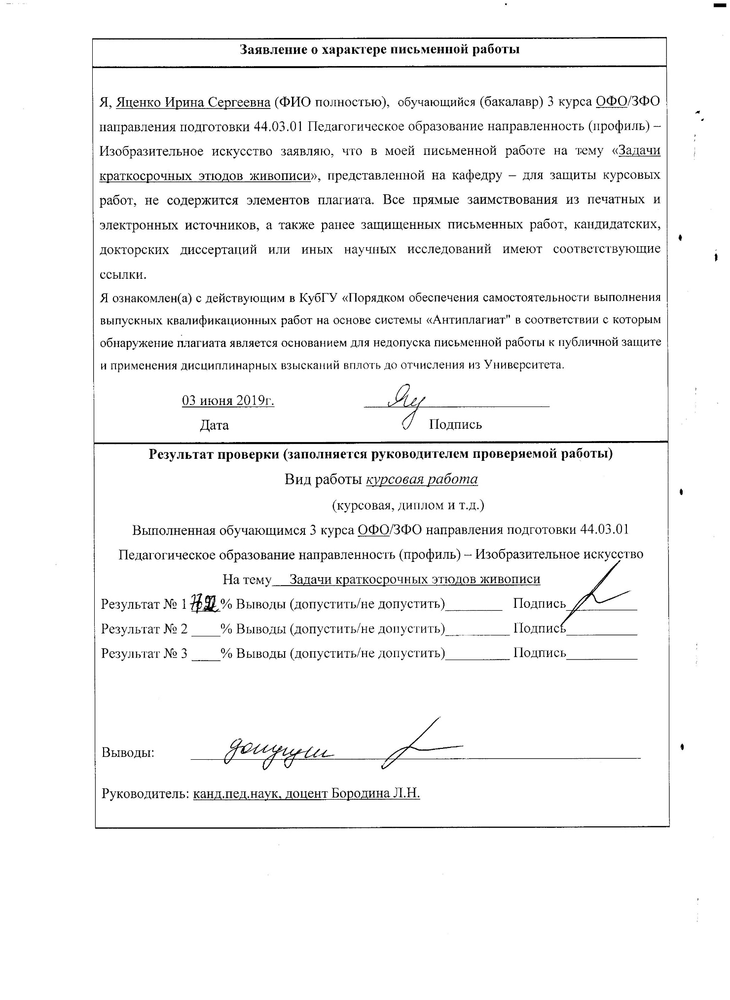 Заявление о характере письменной работы
Я, Яценко Ирина Сергеевна (ФИО полностью), обучающийся (бакалавр) 3 курса ОФО/ЗФО
направления подготовки 44.03.01 Педагогическое образование направленность (профиль) –
Изобразительное искусство заявляю, что в моей письменной работе на тему «Задачи
краткосрочных этюдов живописи», представленной на кафедру – для защиты курсовых
работ, не содержится элементов плагиата. Все прямые заимствования из печатных и
электронных источников, а также ранее защищенных письменных работ, кандидатских,
докторских диссертаций или иных научных исследований имеют соответствующие
ссылки.
Я ознакомлен(а) с действующим в КубГУ «Порядком обеспечения самостоятельности выполнения
выпускных квалификационных работ на основе системы «Антиплагиат" в соответствии с которым
обнаружение плагиата является основанием для недопуска письменной работы к публичной защите
и применения дисциплинарных взысканий вплоть до отчисления из Университета.
03 июня 2019г.
Дата Подпись
Результат проверки (заполняется руководителем проверяемой работы)
Вид работы курсовая работа
(курсовая, диплом и т.д.)
Выполненная обучающимся 3 курса ОФО/ЗФО направления подготовки 44.03.01
Педагогическое образование направленность (профиль) – Изобразительное искусство
На тему__ Задачи краткосрочных этюдов живописи
Результат № 1 % Выводы (допустить/не допустить)________ Подпись__________
Результат № 2 ____% Выводы (допустить/не допустить)_________ Подпись__________
Результат № 3 ____% Выводы (допустить/не допустить)_________ Подпись__________
Выводы:
Руководитель: канд.пед.наук, доцент Бородина Л.Н.